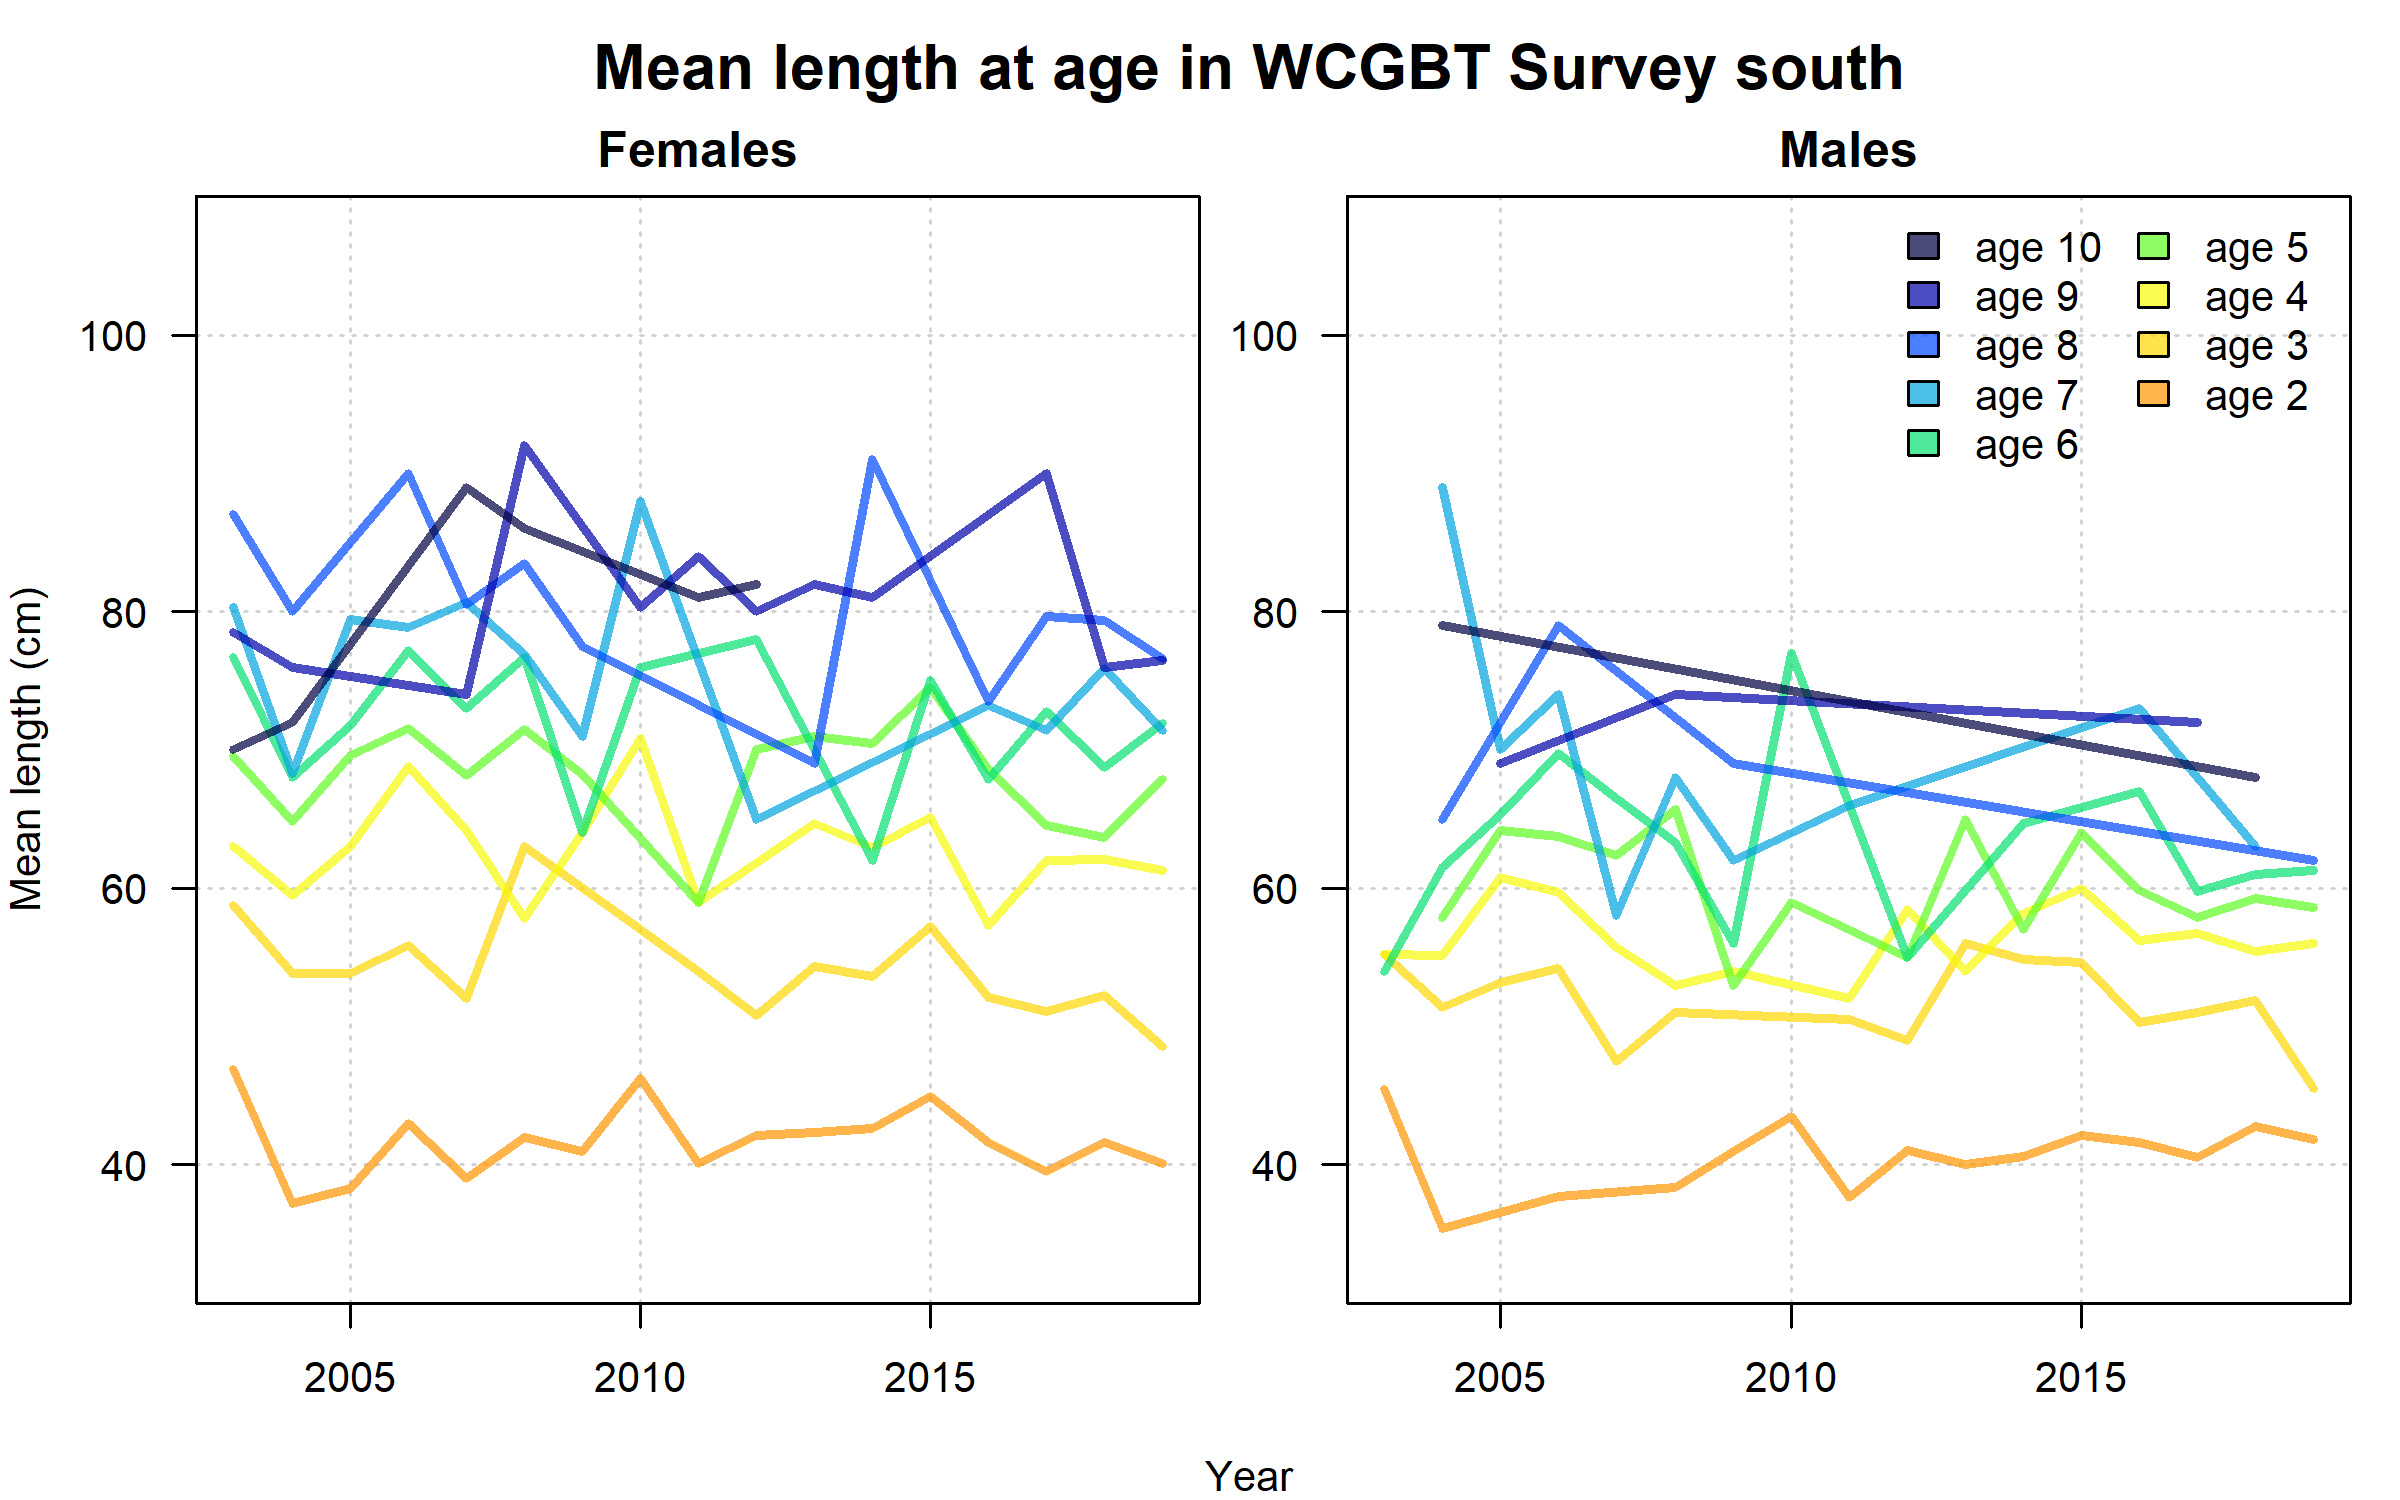 Mean length at age in WCGBT Survey south
Females
Males
Mean length (cm)
100
80
60
40
2005
2010
2015
100
80
60
40
2005
2010
2015
age 10
age 9
age 8
age 7
age 6
age 5
age 4
age 3
age 2
Year